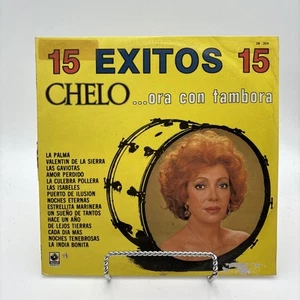 15 EXITOS 15
CHELO ...ora con tambora
LA PALMA
VALENTIN DE LA SIERRA
LAS GAVIOTAS
AMOR PERDIDO
LA CULEBRA POLLERA
LAS ISABELES
PUERTO DE ILUSION
NOCHES ETERNAS
ESTRELLITA MARINERA
UN SUEÑO DE TANTOS
HACE UN AÑO
DE LEJOS TIERRAS
CADA DIA MAS
NOCHES TENEBROSAS
LA INDIA BONITA